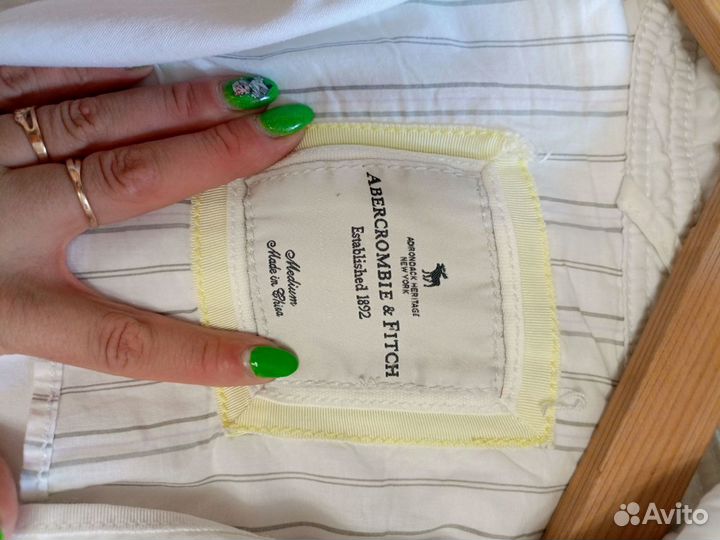 ADIRONDACK HERITAGE
NEW YORK
ABERCROMBIE & FITCH
Established 1892
Medium
Made in China
Avito